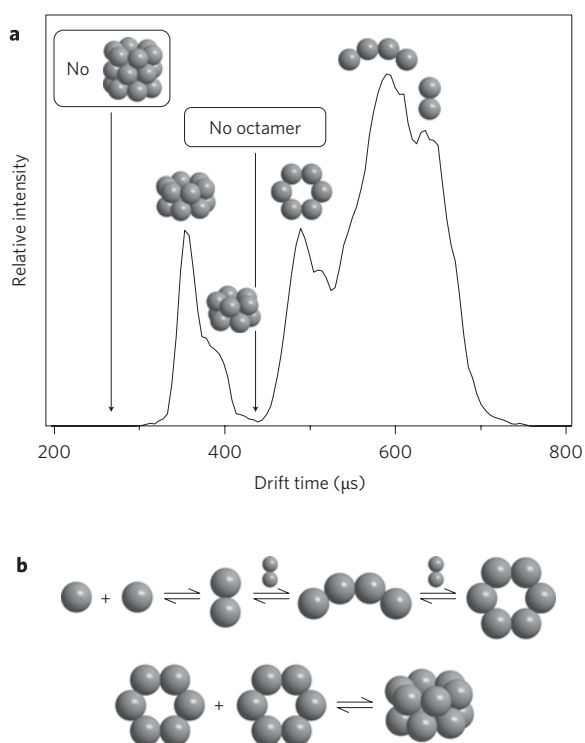 a
No
No octamer
Relative intensity
200 400 600 800
Drift time (μs)
b
+
+